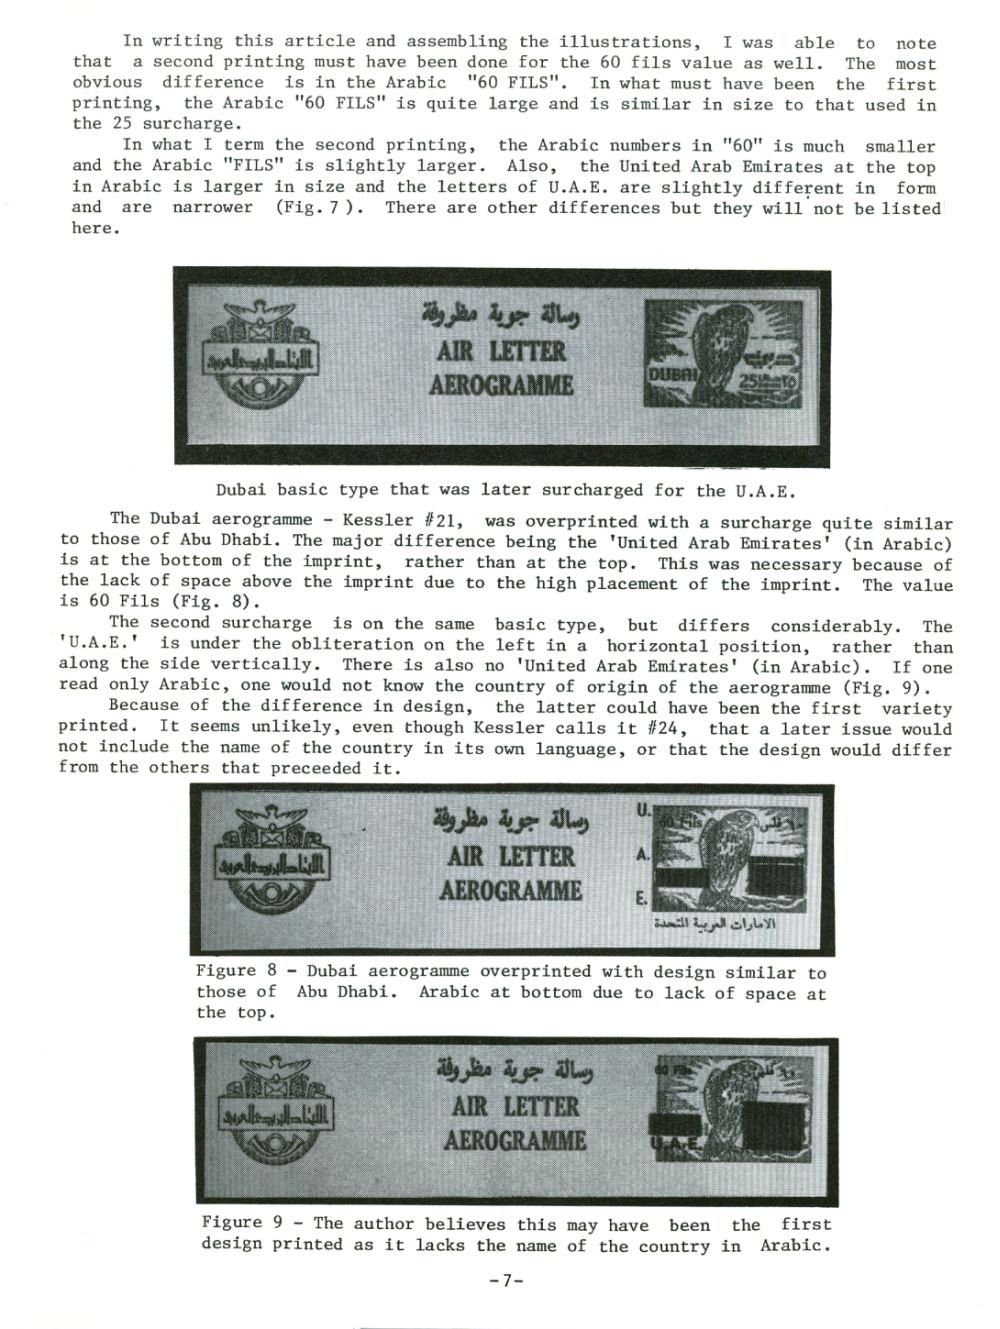 In writing this article and assembling the illustrations, I was able to note
that a second printing must have been done for the 60 fils value as well. The most
obvious difference is in the Arabic "60 FILS". In what must have been the first
printing, the Arabic "60 FILS" is quite large and is similar in size to that used in
the 25 surcharge.
In what I term the second printing, the Arabic numbers in "60" is much smaller
and the Arabic "FILS" is slightly larger. Also, the United Arab Emirates at the top
in Arabic is larger in size and the letters of U.A.E. are slightly different in form
and are narrower (Fig. 7 ). There are other differences but they will not be listed
here.
رسالة جوية مظروفة
AIR LETTER
AEROGRAMME
DUBAI
25
Dubai basic type that was later surcharged for the U.A.E.
The Dubai aerogramme - Kessler #21, was overprinted with a surcharge quite similar
to those of Abu Dhabi. The major difference being the 'United Arab Emirates' (in Arabic)
is at the bottom of the imprint, rather than at the top. This was necessary because of
the lack of space above the imprint due to the high placement of the imprint. The value
is 60 Fils (Fig. 8).
The second surcharge is on the same basic type, but differs considerably. The
'U.A.E.' is under the obliteration on the left in a horizontal position, rather than
along the side vertically. There is also no 'United Arab Emirates' (in Arabic). If one
read only Arabic, one would not know the country of origin of the aerogramme (Fig. 9).
Because of the difference in design, the latter could have been the first variety
printed. It seems unlikely, even though Kessler calls it #24, that a later issue would
not include the name of the country in its own language, or that the design would differ
from the others that preceeded it.
رسالة جوية مظروفة
AIR LETTER
AEROGRAMME
U.
A.
E.
60 Fils
٦٠ فلس
الامارات العربية المتحدة
Figure 8 - Dubai aerogramme overprinted with design similar to
those of Abu Dhabi. Arabic at bottom due to lack of space at
the top.
رسالة جوية مظروفة
AIR LETTER
AEROGRAMME
60 Fils
U.A.E.
Figure 9 - The author believes this may have been the first
design printed as it lacks the name of the country in Arabic.
-7-